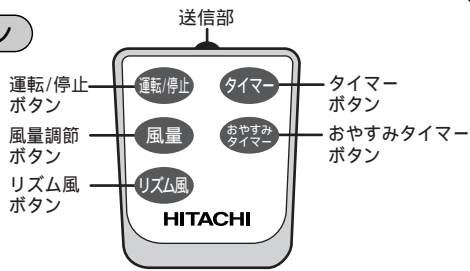 ン
送信部
運転/停止
ボタン
運転/停止
タイマー
タイマー
ボタン
風量調節
ボタン
風量
おやすみ
タイマー
おやすみタイマー
ボタン
リズム風
ボタン
リズム風
HITACHI